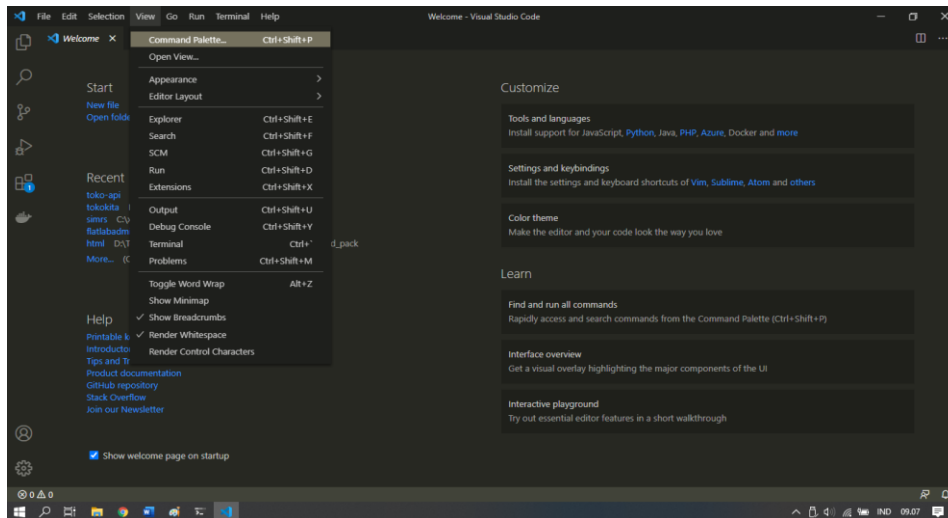 File Edit Selection View Go Run Terminal Help
Welcome - Visual Studio Code
Welcome
Command Palette... Ctrl+Shift+P
Open View...
Appearance
Editor Layout
Explorer Ctrl+Shift+E
Search Ctrl+Shift+F
SCM Ctrl+Shift+G
Run Ctrl+Shift+D
Extensions Ctrl+Shift+X
Output Ctrl+Shift+U
Debug Console Ctrl+Shift+Y
Terminal Ctrl+`
Problems Ctrl+Shift+M
Toggle Word Wrap Alt+Z
Show Minimap
Show Breadcrumbs
Render Whitespace
Render Control Characters
Start
New file
Open folde
Recent
toko-api
tokokita
simrs C:\
flatlabadm
html D:\T d_pack
More...
Help
Printable k
Introducto
Tips and Tr
Product documentation
GitHub repository
Stack Overflow
Join our Newsletter
Show welcome page on startup
Customize
Tools and languages
Install support for JavaScript, Python, Java, PHP, Azure, Docker and more
Settings and keybindings
Install the settings and keyboard shortcuts of Vim, Sublime, Atom and others
Color theme
Make the editor and your code look the way you love
Learn
Find and run all commands
Rapidly access and search commands from the Command Palette (Ctrl+Shift+P)
Interface overview
Get a visual overlay highlighting the major components of the UI
Interactive playground
Try out essential editor features in a short walkthrough
1
0 0
IND 09.07